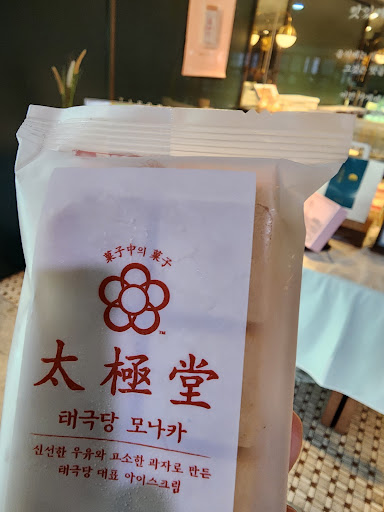 菓子中의 菓子
TM
太極堂
태극당 모나카
신선한 우유와 고소한 과자로 만든
태극당 대표 아이스크림